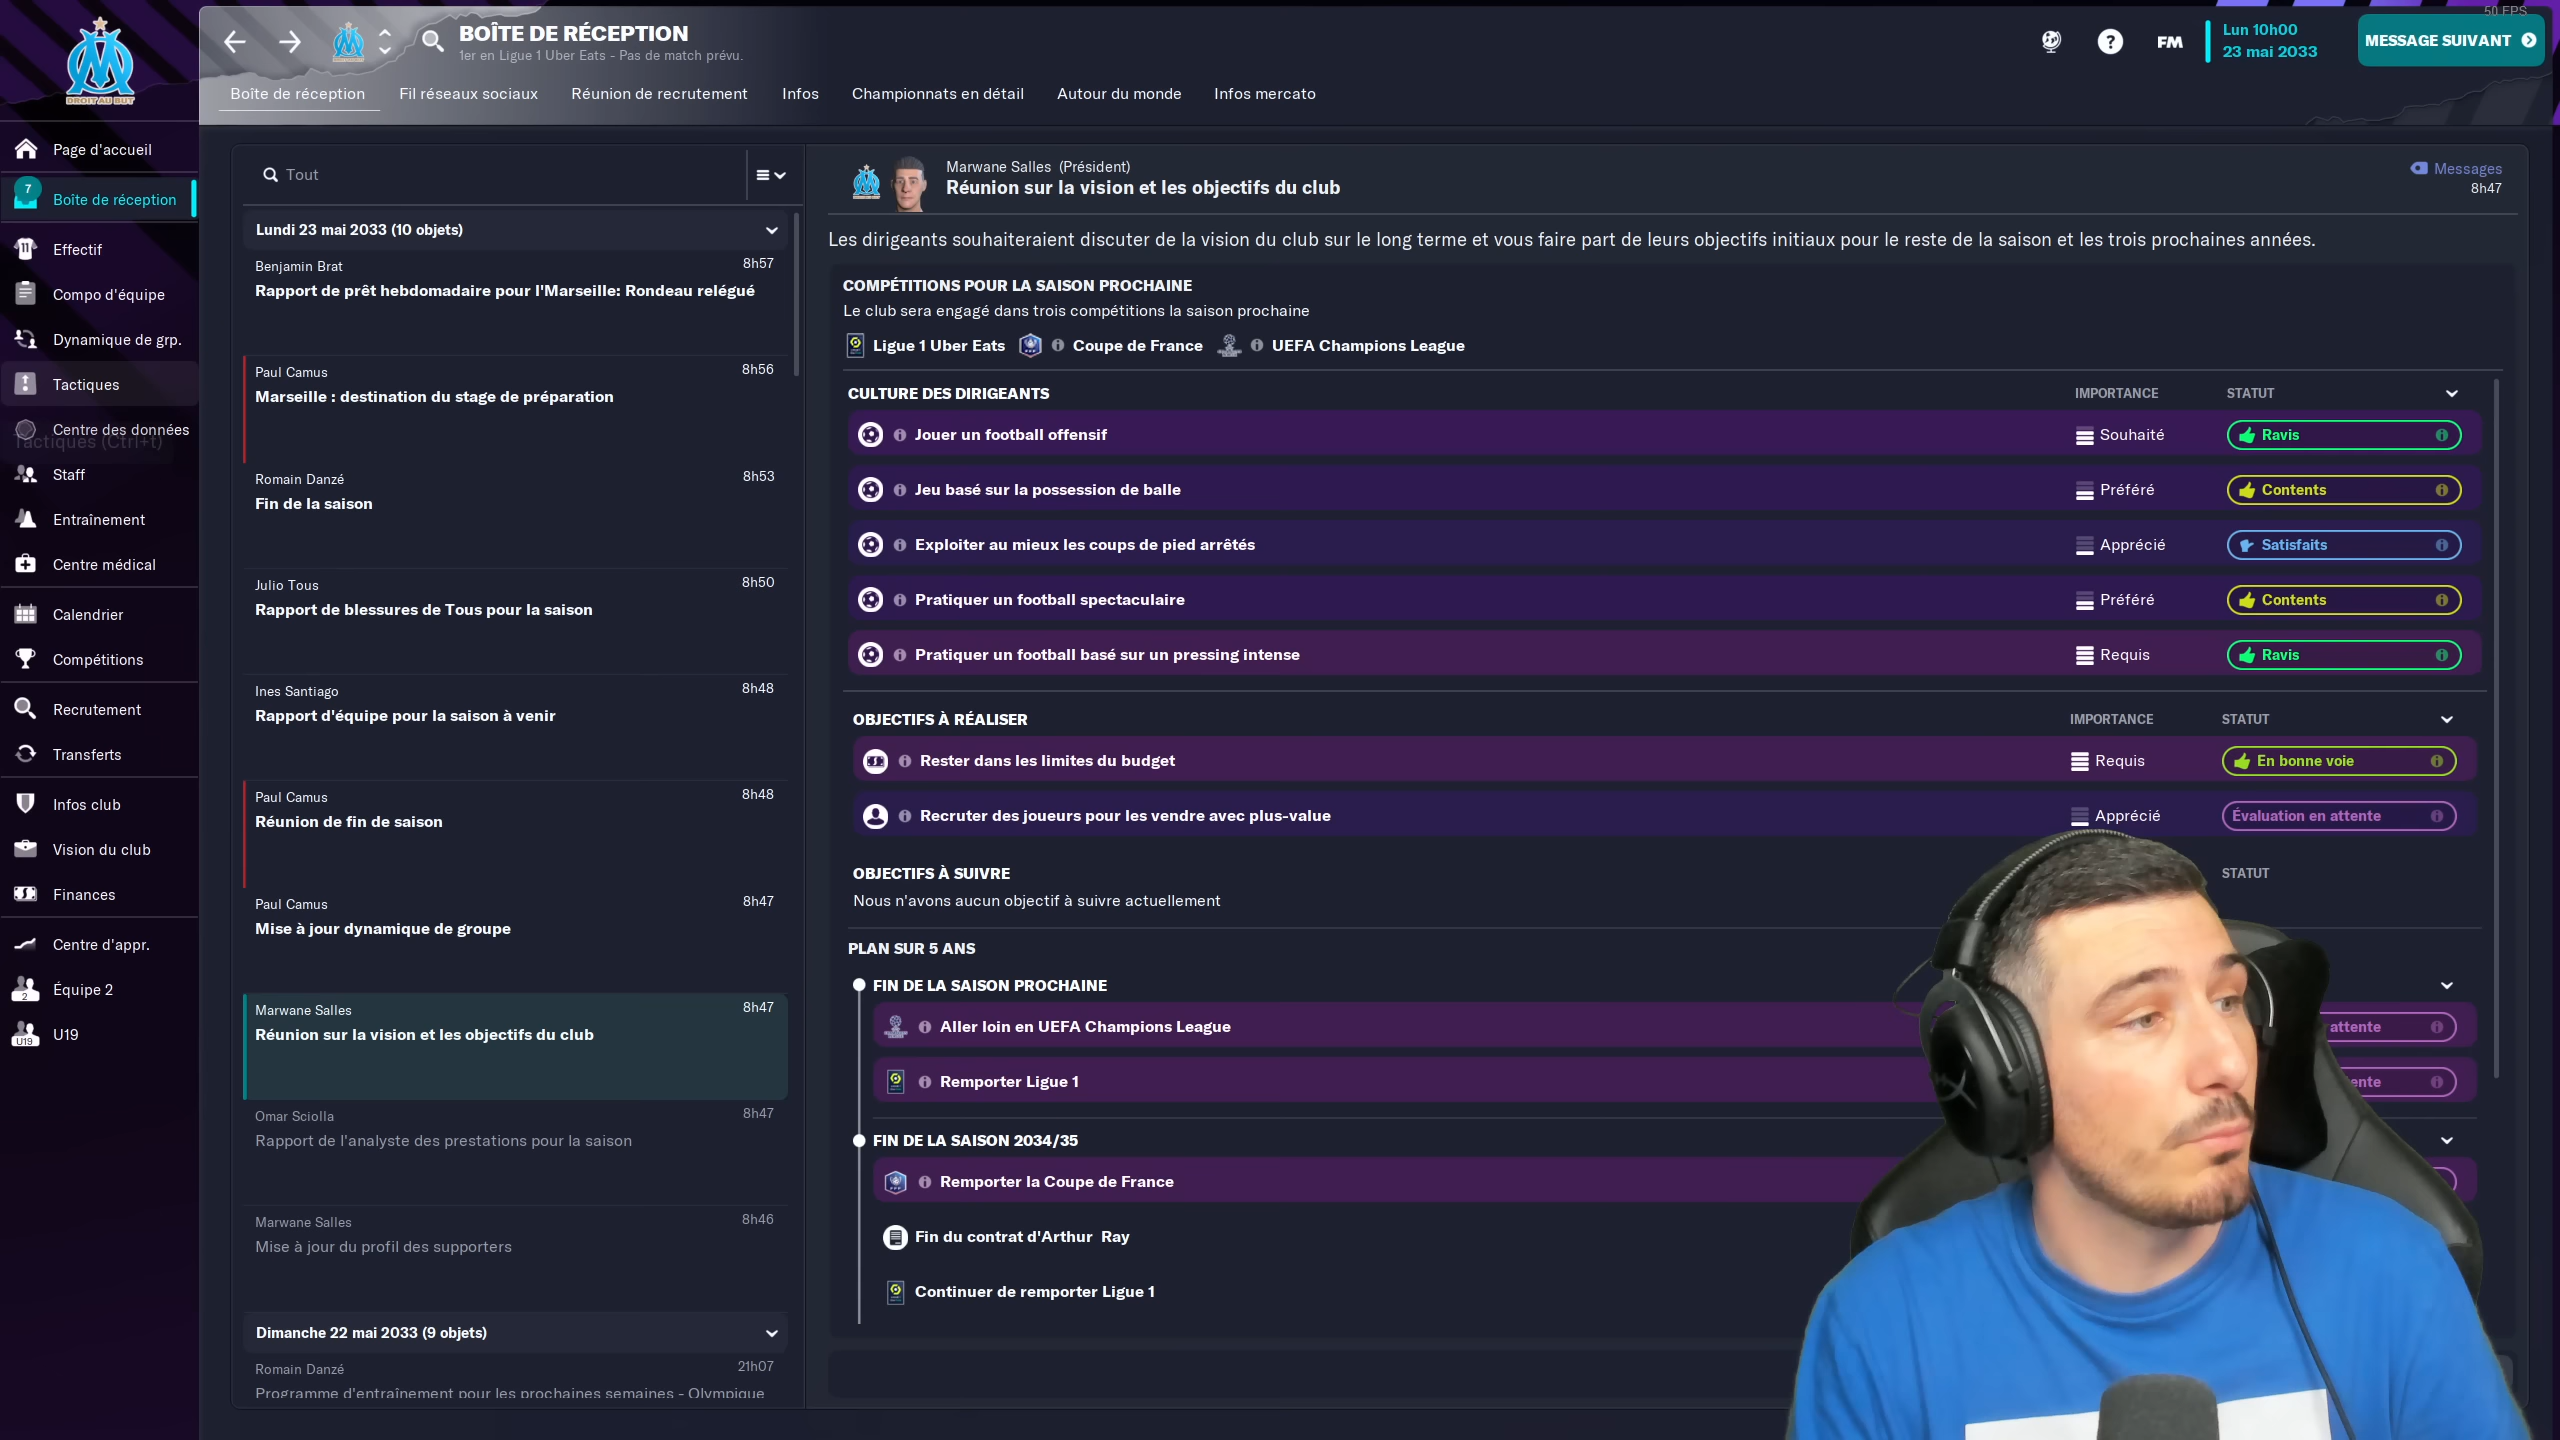 DROIT AU BUT
BOÎTE DE RÉCEPTION
1er en Ligue 1 Uber Eats - Pas de match prévu.
50 FPS
FM
Lun 10h00
23 mai 2033
MESSAGE SUIVANT
Boîte de réception
Fil réseaux sociaux
Réunion de recrutement
Infos
Championnats en détail
Autour du monde
Infos mercato
Page d'accueil
7
Boîte de réception
11
Effectif
Compo d'équipe
Dynamique de grp.
Tactiques
Centre des données
Tactiques (Ctrl+t)
Staff
Entraînement
Centre médical
Calendrier
Compétitions
Recrutement
Transferts
Infos club
Vision du club
Finances
Centre d'appr.
2
Équipe 2
U19
U19
Tout
Lundi 23 mai 2033 (10 objets)
Benjamin Brat 8h57
Rapport de prêt hebdomadaire pour l'Marseille: Rondeau relégué
Paul Camus 8h56
Marseille : destination du stage de préparation
Romain Danzé 8h53
Fin de la saison
Julio Tous 8h50
Rapport de blessures de Tous pour la saison
Ines Santiago 8h48
Rapport d'équipe pour la saison à venir
Paul Camus 8h48
Réunion de fin de saison
Paul Camus 8h47
Mise à jour dynamique de groupe
Marwane Salles 8h47
Réunion sur la vision et les objectifs du club
Omar Sciolla 8h47
Rapport de l'analyste des prestations pour la saison
Marwane Salles 8h46
Mise à jour du profil des supporters
Dimanche 22 mai 2033 (9 objets)
Romain Danzé 21h07
Programme d'entraînement pour les prochaines semaines - Olympique
Marwane Salles (Président)
Réunion sur la vision et les objectifs du club
Messages
8h47
Les dirigeants souhaiteraient discuter de la vision du club sur le long terme et vous faire part de leurs objectifs initiaux pour le reste de la saison et les trois prochaines années.
COMPÉTITIONS POUR LA SAISON PROCHAINE
Le club sera engagé dans trois compétitions la saison prochaine
Ligue 1 Uber Eats Coupe de France UEFA Champions League
CULTURE DES DIRIGEANTS IMPORTANCE STATUT
Jouer un football offensif Souhaité Ravis
Jeu basé sur la possession de balle Préféré Contents
Exploiter au mieux les coups de pied arrêtés Apprécié Satisfaits
Pratiquer un football spectaculaire Préféré Contents
Pratiquer un football basé sur un pressing intense Requis Ravis
OBJECTIFS À RÉALISER IMPORTANCE STATUT
Rester dans les limites du budget Requis En bonne voie
Recruter des joueurs pour les vendre avec plus-value Apprécié Évaluation en attente
OBJECTIFS À SUIVRE STATUT
Nous n'avons aucun objectif à suivre actuellement
PLAN SUR 5 ANS
FIN DE LA SAISON PROCHAINE
Aller loin en UEFA Champions League attente
Remporter Ligue 1
FIN DE LA SAISON 2034/35
Remporter la Coupe de France
Fin du contrat d'Arthur Ray
Continuer de remporter Ligue 1